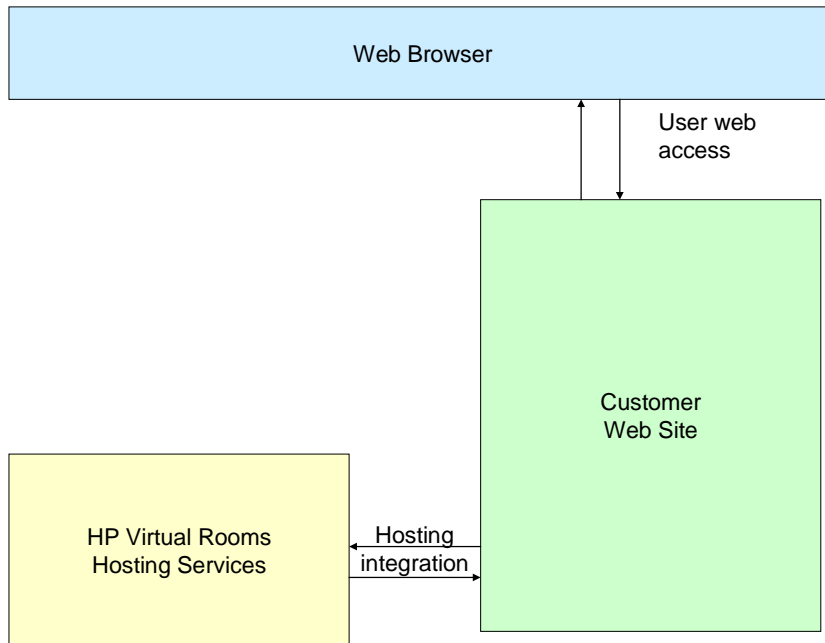 Web Browser
User web
access
Customer
Web Site
HP Virtual Rooms
Hosting Services
Hosting
integration